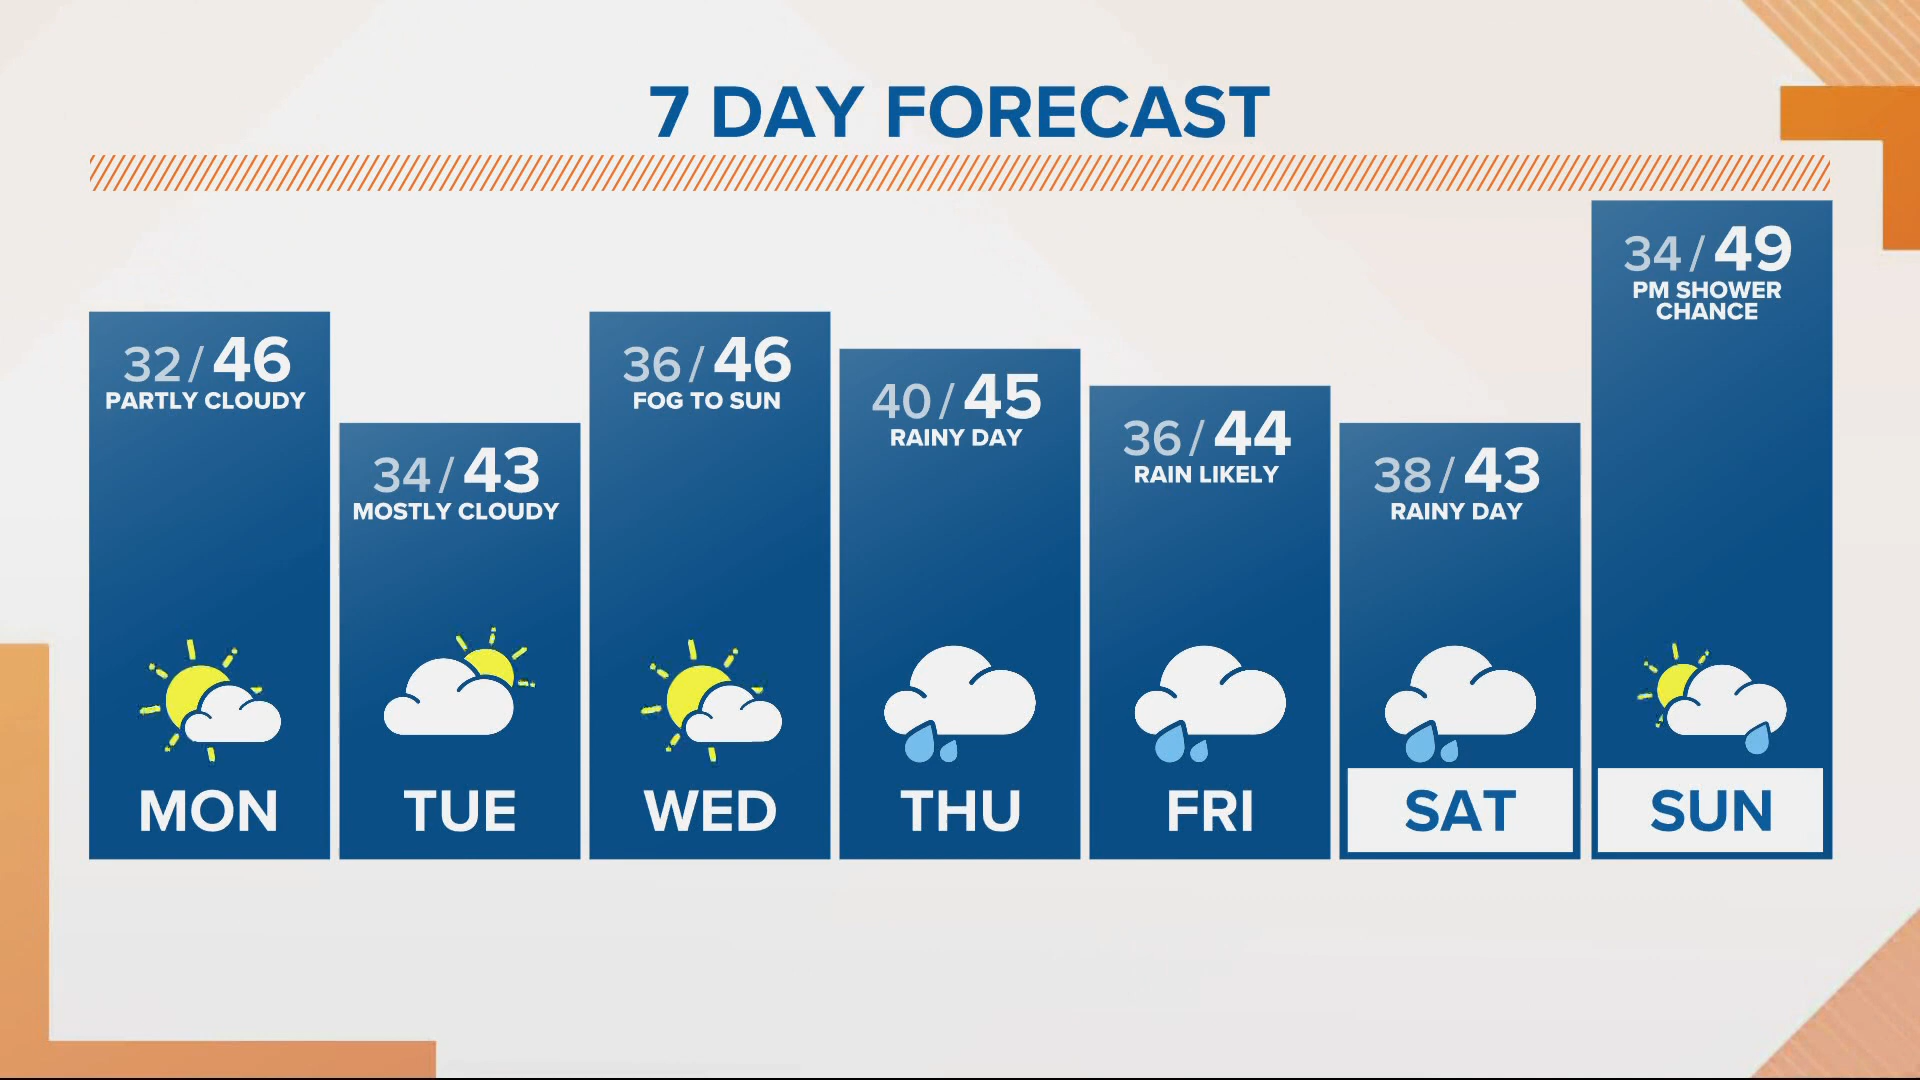 7 DAY FORECAST
32/46
PARTLY CLOUDY
MON
34/43
MOSTLY CLOUDY
TUE
36/46
FOG TO SUN
WED
40/45
RAINY DAY
THU
36/44
RAIN LIKELY
FRI
38/43
RAINY DAY
SAT
34/49
PM SHOWER
CHANCE
SUN